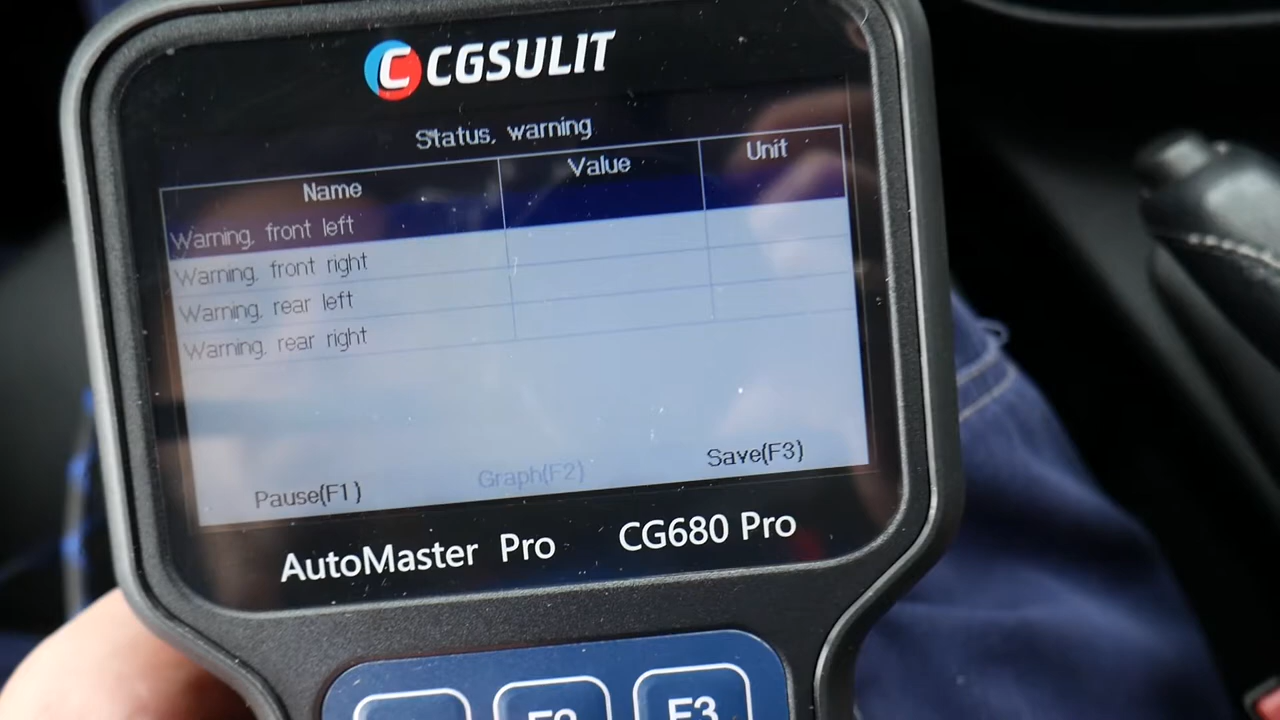 C CGSULIT
Status, warning
Name Value Unit
Warning, front left
Warning, front right
Warning, rear left
Warning, rear right
Pause(F1) Graph(F2) Save(F3)
AutoMaster Pro CG680 Pro
F2 F3